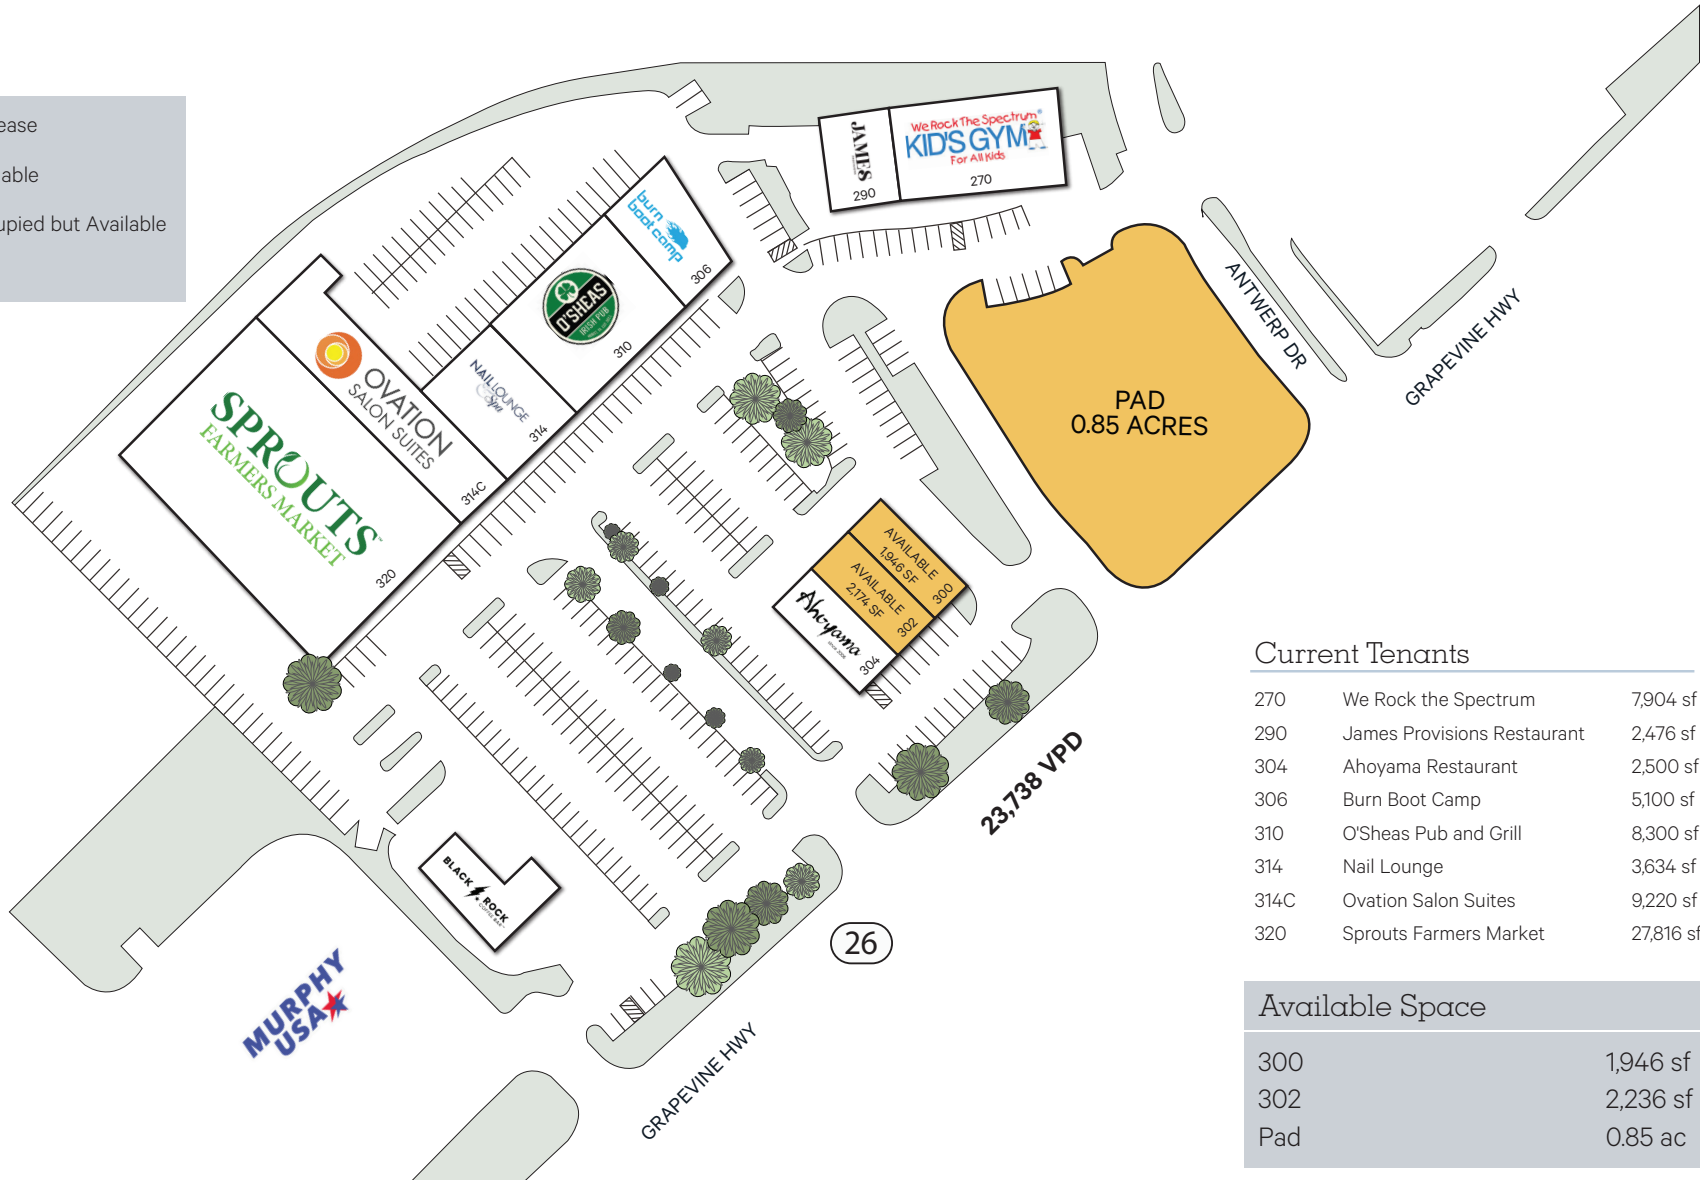 ease
able
upied but Available
JAMES
290
We Rock The Spectrum
KID'S GYM
For All Kids
270
burn
boot camp
306
O'SHEAS
IRISH PUB
310
NAIL LOUNGE
& Spa
314
OVATION
SALON SUITES
314C
SPROUTS
FARMERS MARKET
320
PAD
0.85 ACRES
ANTWERP DR
GRAPEVINE HWY
AVAILABLE
1,946 SF
300
AVAILABLE
2,174 SF
302
Ahoyama
since 2006
304
23,738 VPD
BLACK ROCK
COFFEE BAR
26
MURPHY
USA
GRAPEVINE HWY
Current Tenants
270 We Rock the Spectrum 7,904 sf
290 James Provisions Restaurant 2,476 sf
304 Ahoyama Restaurant 2,500 sf
306 Burn Boot Camp 5,100 sf
310 O'Sheas Pub and Grill 8,300 sf
314 Nail Lounge 3,634 sf
314C Ovation Salon Suites 9,220 sf
320 Sprouts Farmers Market 27,816 sf
Available Space
300 1,946 sf
302 2,236 sf
Pad 0.85 ac